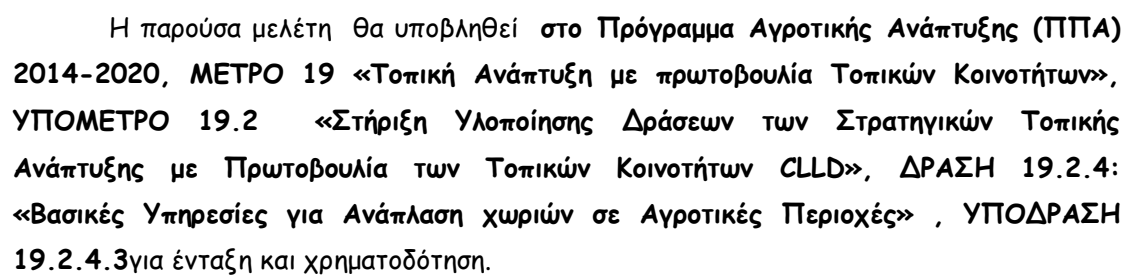 Η παρούσα μελέτη θα υποβληθεί στο Πρόγραμμα Αγροτικής Ανάπτυξης (ΠΠΑ)
2014-2020, ΜΕΤΡΟ 19 «Τοπική Ανάπτυξη με πρωτοβουλία Τοπικών Κοινοτήτων»,
ΥΠΟΜΕΤΡΟ 19.2 «Στήριξη Υλοποίησης Δράσεων των Στρατηγικών Τοπικής
Ανάπτυξης με Πρωτοβουλία των Τοπικών Κοινοτήτων CLLD», ΔΡΑΣΗ 19.2.4:
«Βασικές Υπηρεσίες για Ανάπλαση χωριών σε Αγροτικές Περιοχές» , ΥΠΟΔΡΑΣΗ
19.2.4.3για ένταξη και χρηματοδότηση.